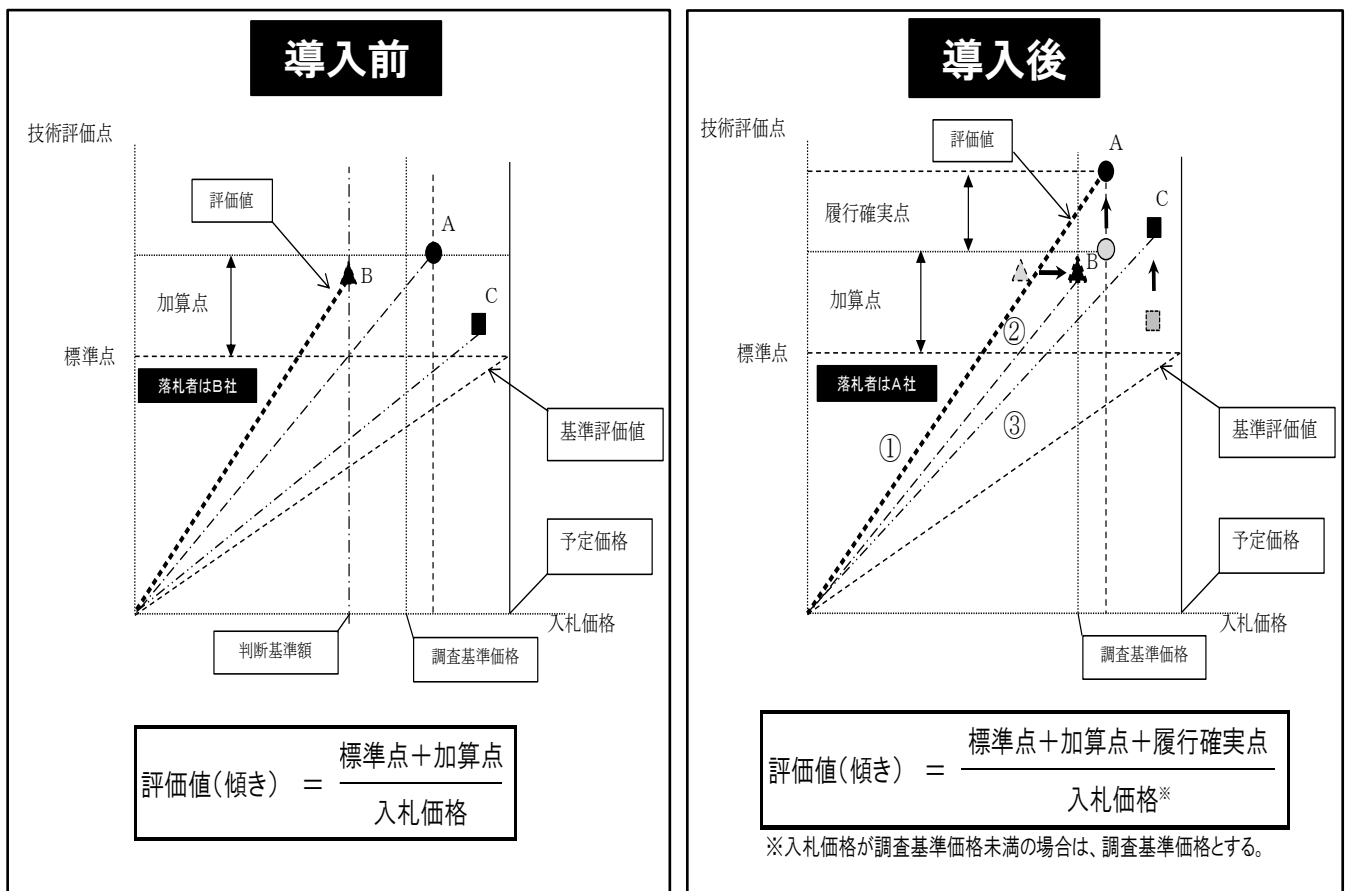 導入前
技術評価点
評価値
A
B
加算点
C
標準点
落札者はB社
基準評価値
予定価格
入札価格
判断基準額
調査基準価格
評価値(傾き) = 標準点+加算点
入札価格
導入後
技術評価点
評価値
A
履行確実点
C
B
加算点
②
標準点
落札者はA社
③
①
基準評価値
予定価格
入札価格
調査基準価格
評価値(傾き) = 標準点+加算点+履行確実点
入札価格※
※入札価格が調査基準価格未満の場合は、調査基準価格とする。